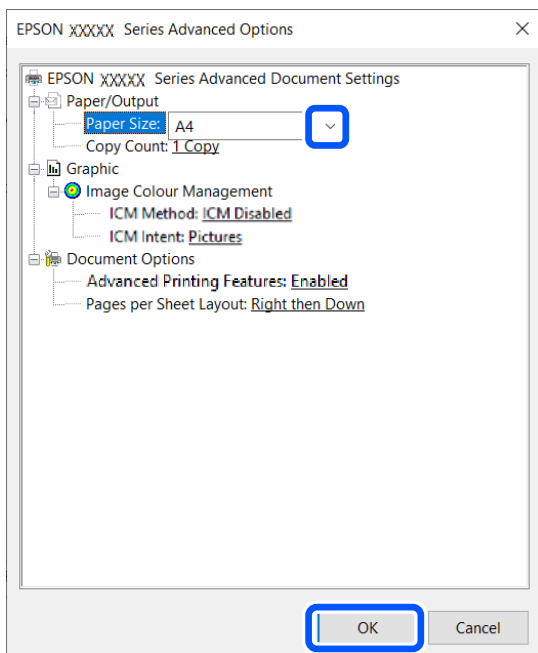 EPSON XXXXX Series Advanced Options
EPSON XXXXX Series Advanced Document Settings
Paper/Output
Paper Size: A4
Copy Count: 1 Copy
Graphic
Image Colour Management
ICM Method: ICM Disabled
ICM Intent: Pictures
Document Options
Advanced Printing Features: Enabled
Pages per Sheet Layout: Right then Down
OK Cancel